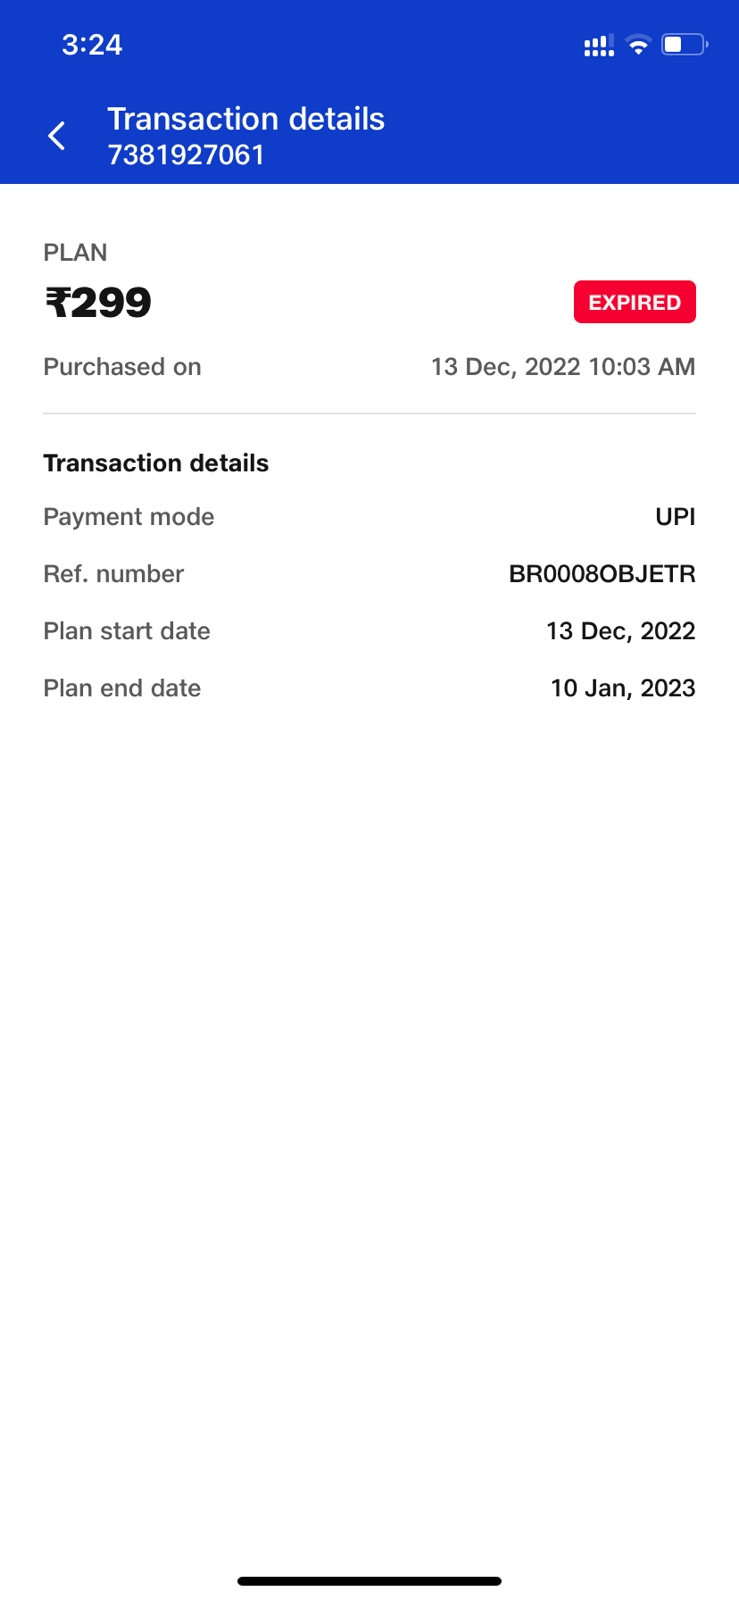 3:24
Transaction details
7381927061
PLAN
₹299
EXPIRED
Purchased on 13 Dec, 2022 10:03 AM
Transaction details
Payment mode UPI
Ref. number BR0008OBJETR
Plan start date 13 Dec, 2022
Plan end date 10 Jan, 2023